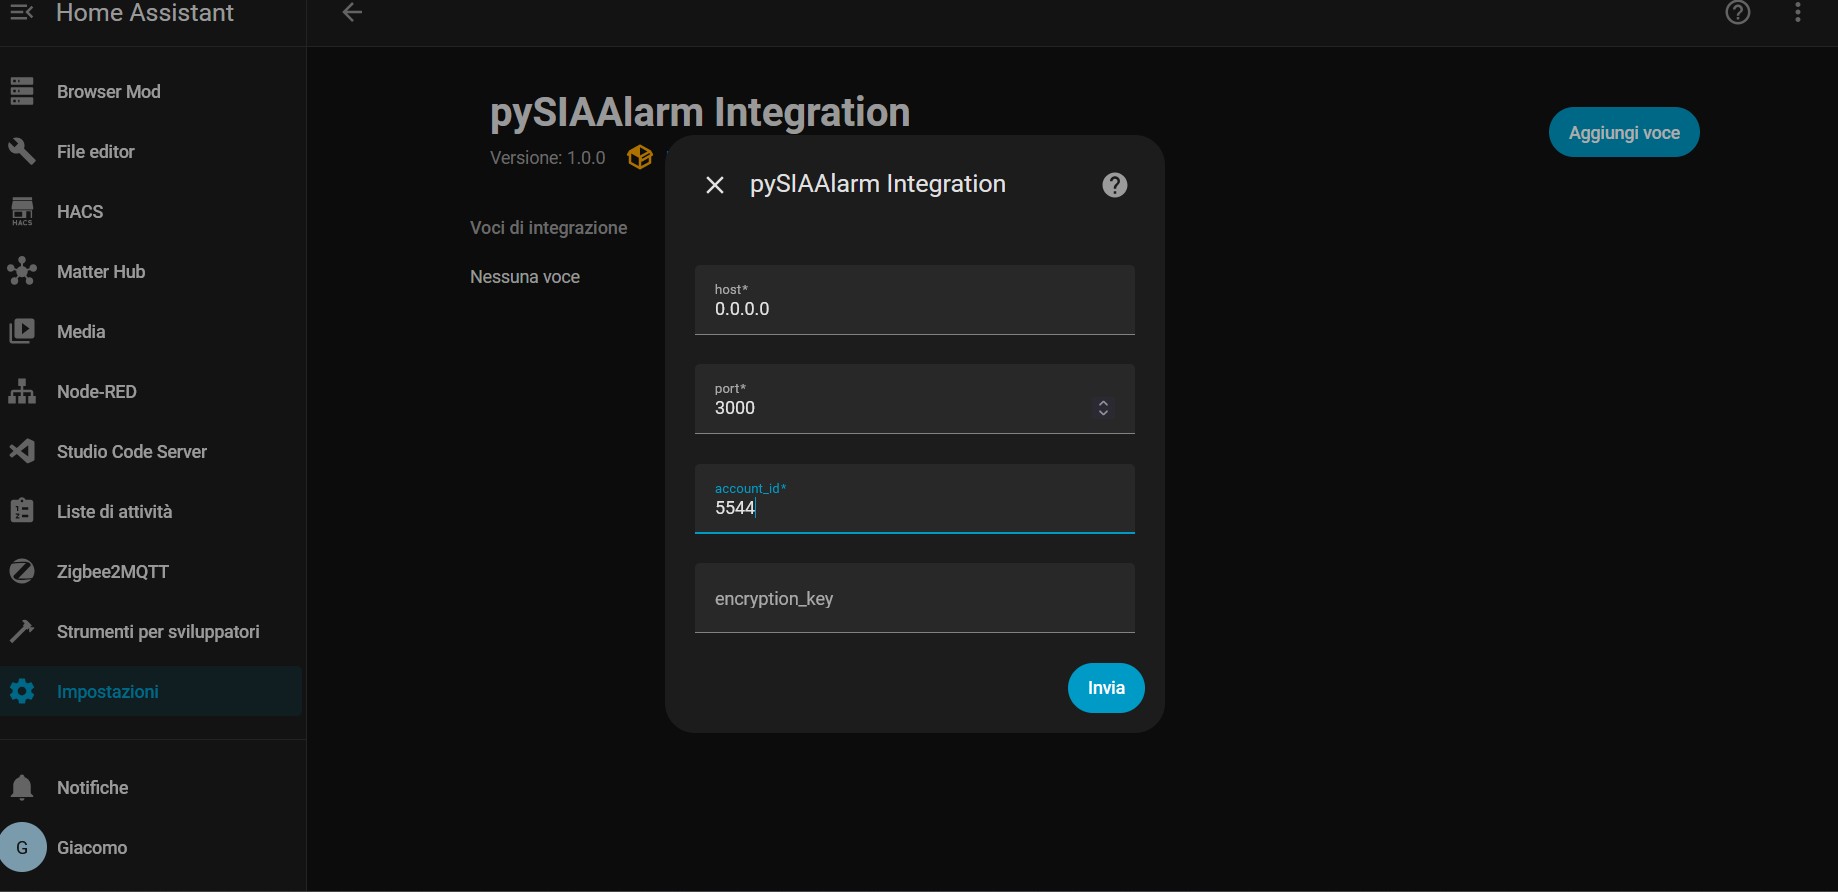 Home Assistant
Browser Mod
File editor
HACS
HACS
Matter Hub
Media
Node-RED
Studio Code Server
Liste di attività
Zigbee2MQTT
Strumenti per sviluppatori
Impostazioni
Notifiche
G
Giacomo
pySIAAlarm Integration
Versione: 1.0.0
Aggiungi voce
Voci di integrazione
Nessuna voce
pySIAAlarm Integration
host*
0.0.0.0
port*
3000
account_id*
5544
encryption_key
Invia